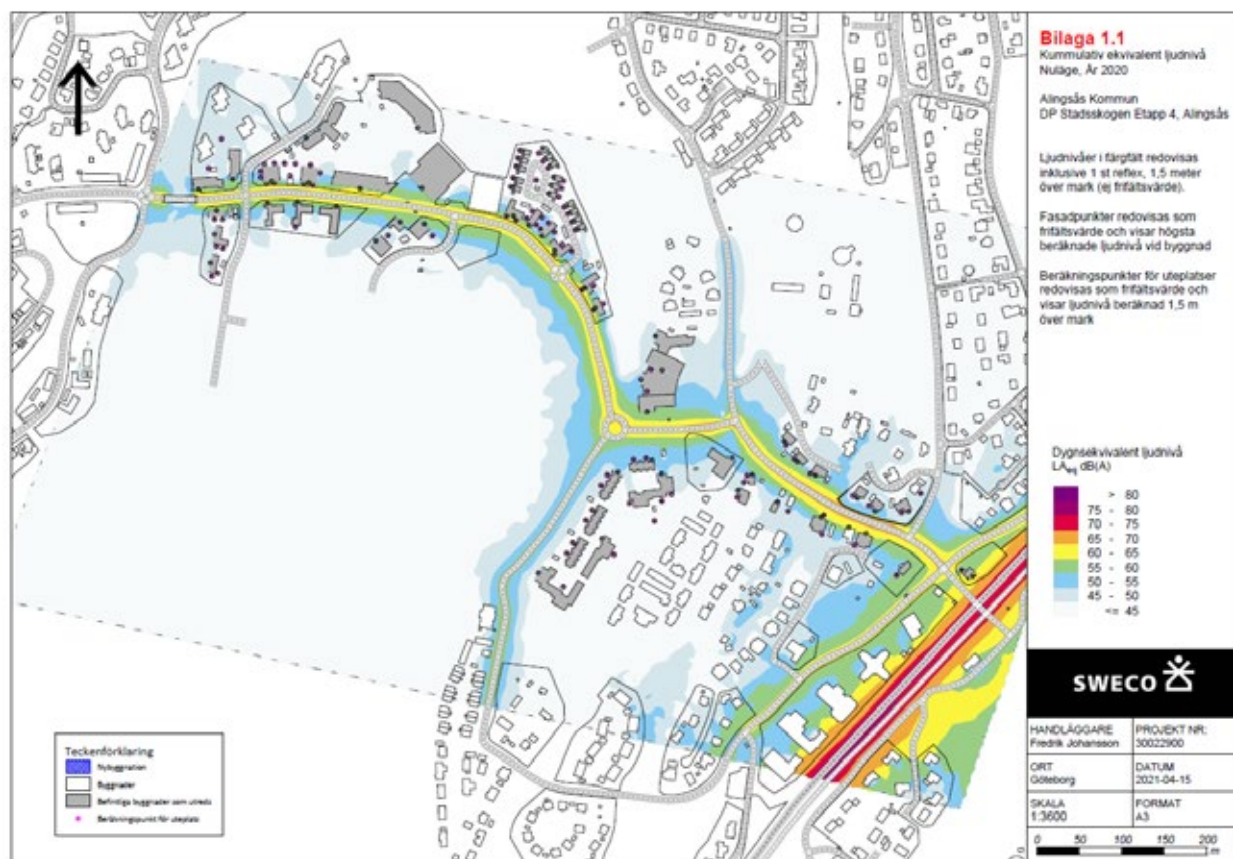 Bilaga 1.1
Kummulativ ekvivalent ljudnivå
Nuläge, År 2020
Alingsås Kommun
DP Stadsskogen Etapp 4, Alingsås
Ljudnivåer i färgfält redovisas
inklusive 1 st reflex, 1,5 meter
över mark (ej frifältsvärde).
Fasadpunkter redovisas som
frifältsvärde och visar högsta
beräknade ljudnivå vid byggnad
Beräkningspunkter för uteplatser
redovisas som frifältsvärde och
visar ljudnivå beräknad 1,5 m
över mark
Dygnsekvivalent ljudnivå
LAeq dB(A)
> 80
75 - 80
70 - 75
65 - 70
60 - 65
55 - 60
50 - 55
45 - 50
<= 45
SWECO
HANDLÄGGARE
Fredrik Johansson
PROJEKT NR:
30022900
ORT
Göteborg
DATUM
2021-04-15
SKALA
1:3600
FORMAT
A3
0 50 100 150 200
m
Teckenförklaring
Nybyggnation
Byggnader
Befintliga byggnader som utreds
Beräkningspunkt för uteplats